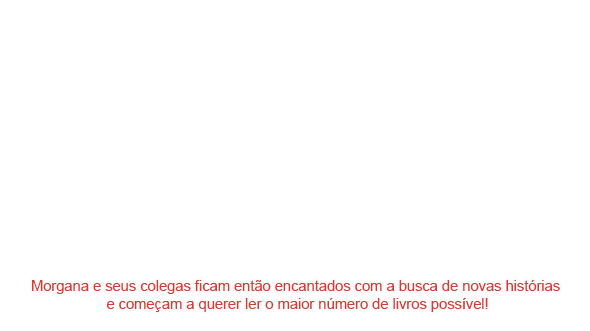 Morgana e seus colegas ficam então encantados com a busca de novas histórias
e começam a querer ler o maior número de livros possível!